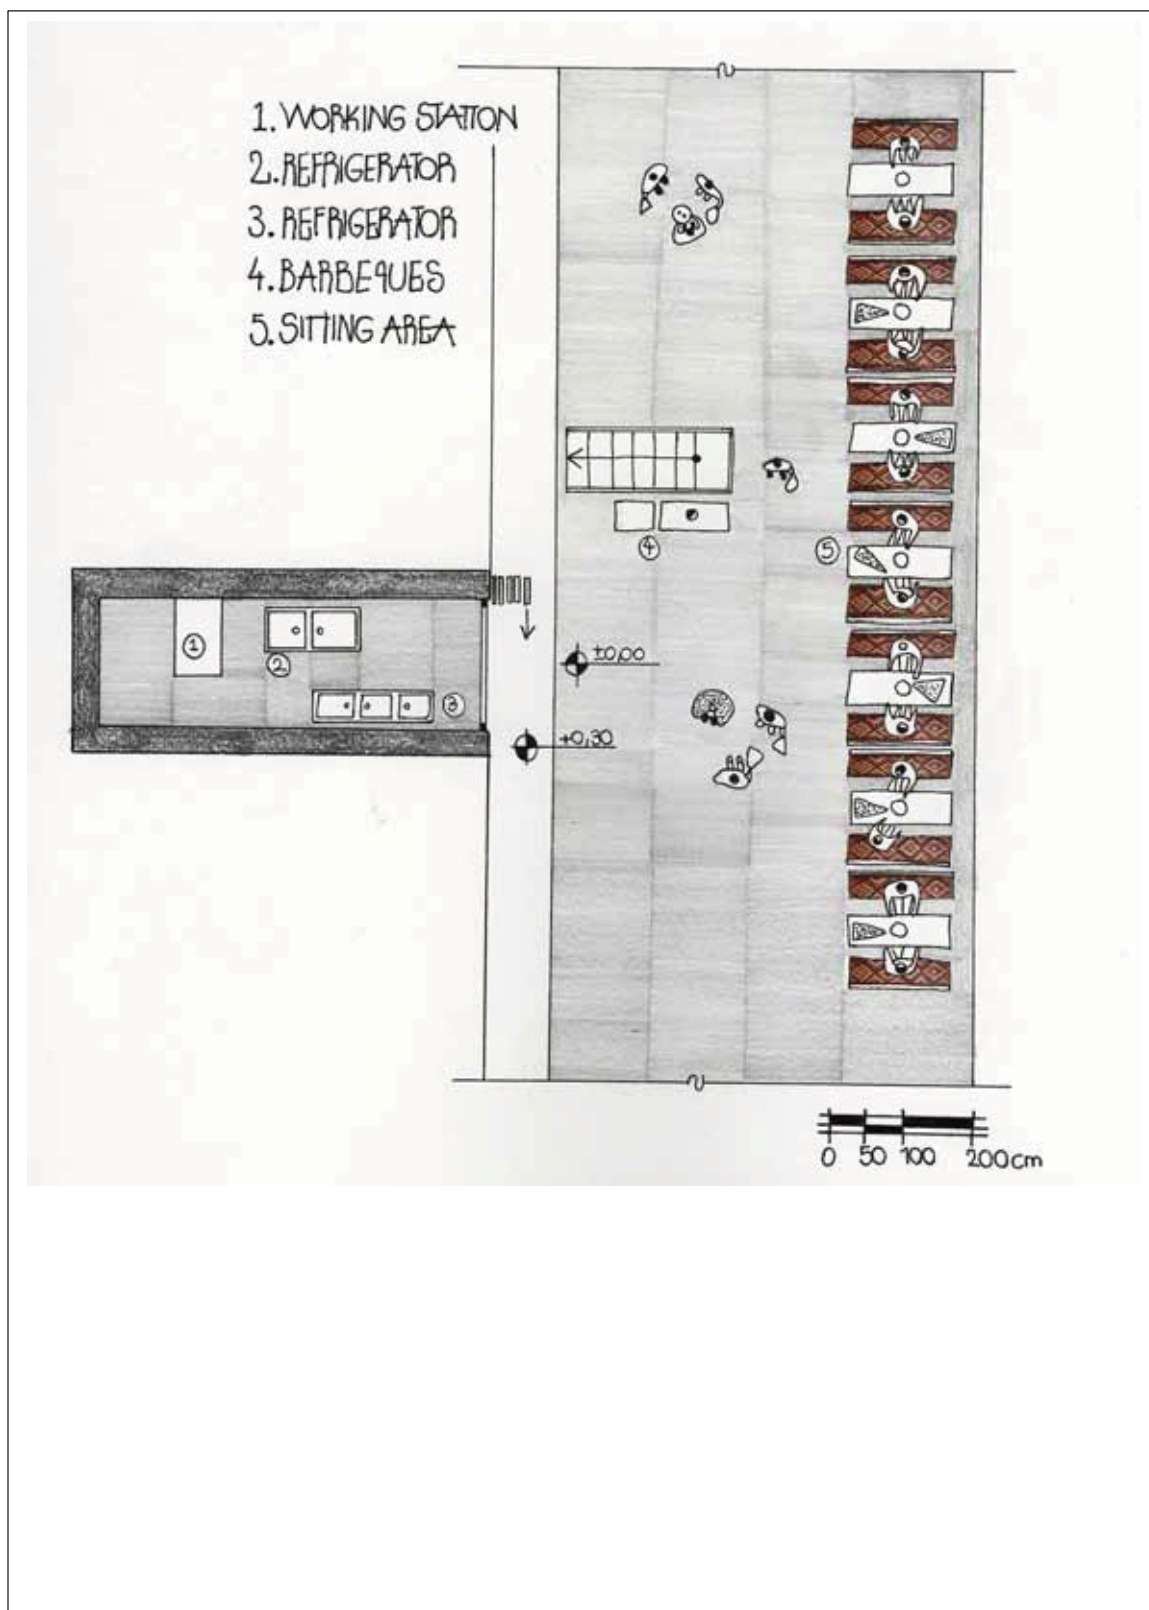 1. WORKING STATION
2. REFRIGERATOR
3. REFRIGERATOR
4. BARBEQUES
5. SITTING AREA
4
5
1
2
3
±0,00
+0,30
0 50 100 200cm